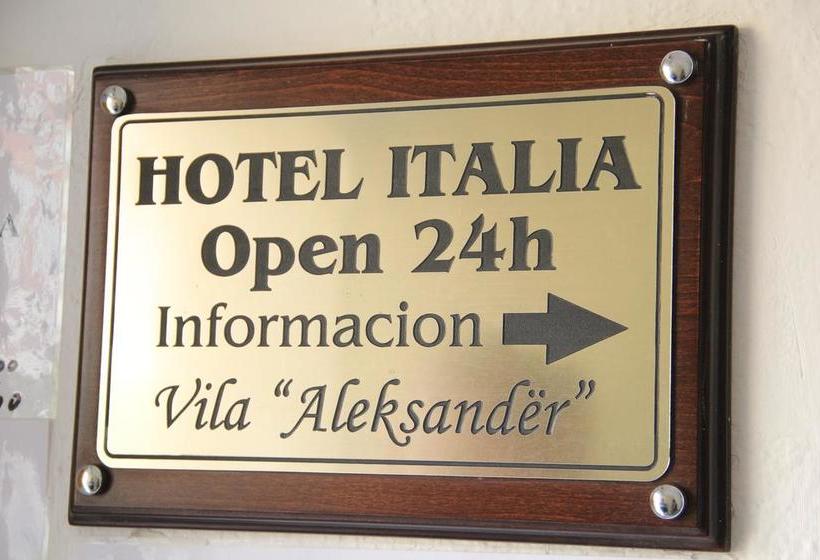 HOTEL ITALIA
Open 24h
Informacion
Vila “Aleksandër”